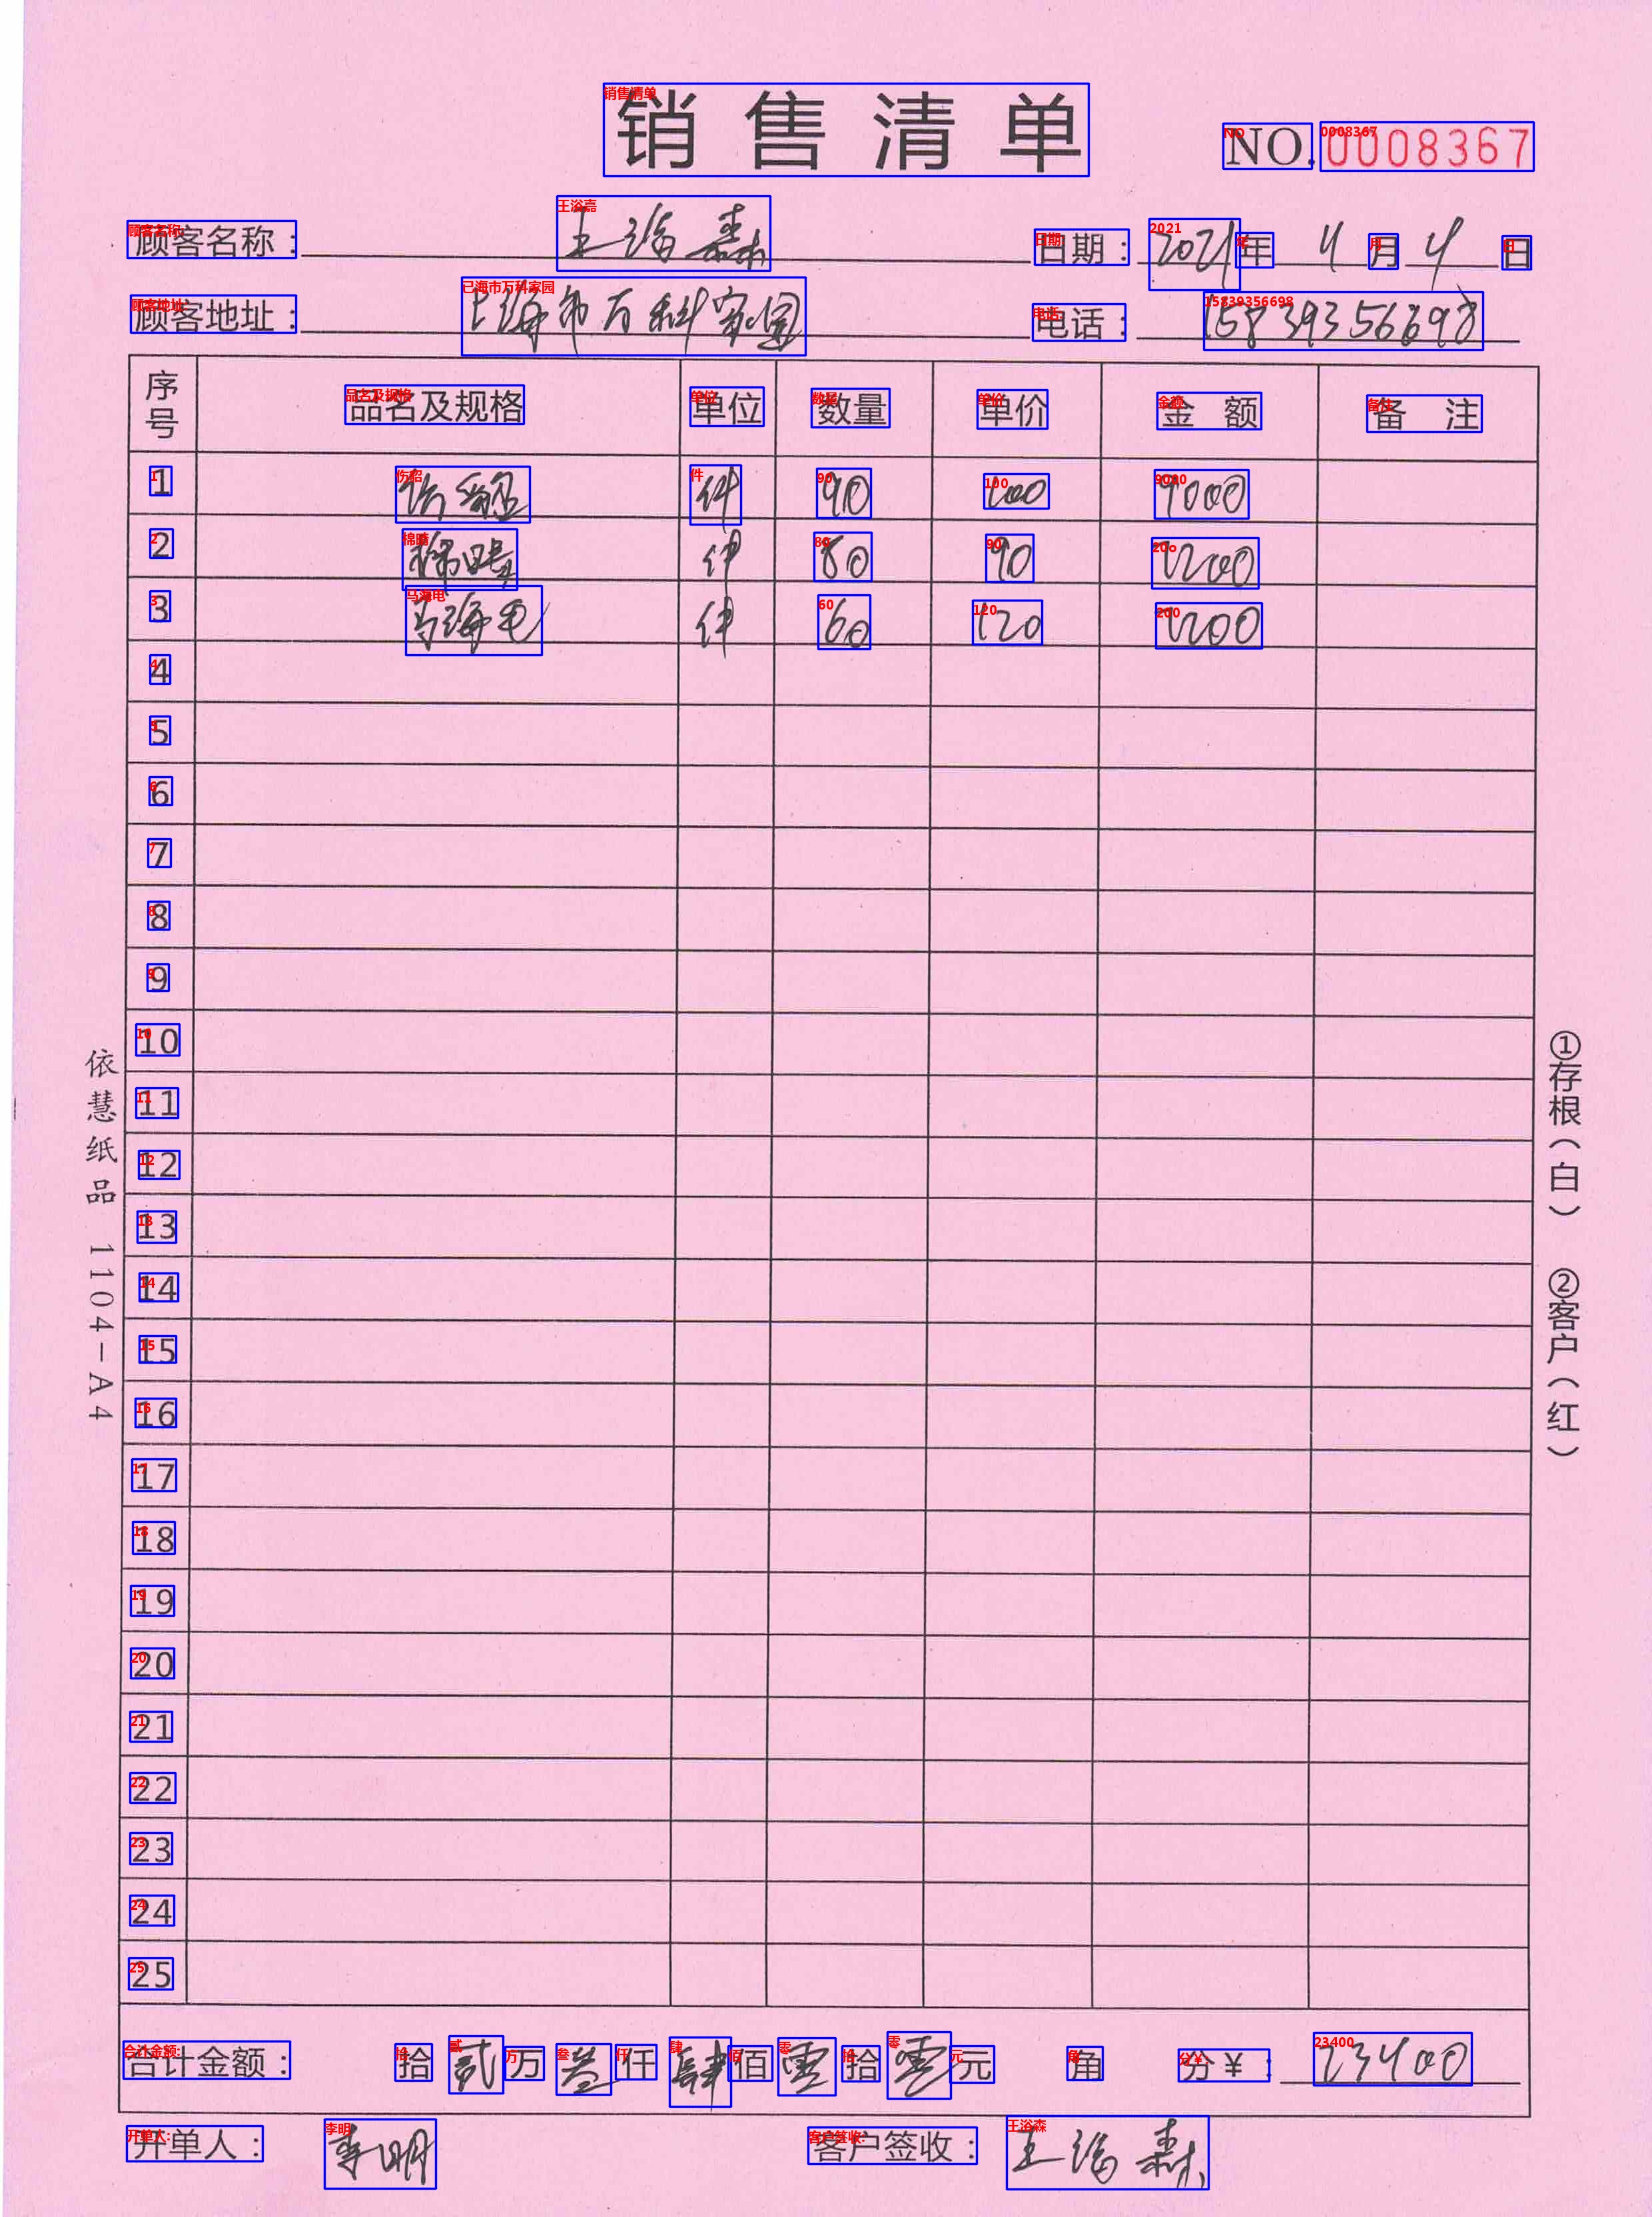 销售清单
NO.0008367
顾客名称： 王浴森 日期： 2021年 4 月 4 日
顾客地址： 上海市万科家园 电话： 15839356698
序号 品名及规格 单位 数量 单价 金 额 备 注
1 件 90 100 9000
2 件 80 90 7200
3 马海毛 件 60 120 7200
4
5
6
7
8
9
10
11
12
13
14
15
16
17
18
19
20
21
22
23
24
25
合计金额： 拾 贰 万 叁 仟 肆 佰 零 拾 零 元 角 分￥： 23400
开单人： 李明 客户签收： 王浴森
依慧纸品 1104-A4
①存根（白） ②客户（红）